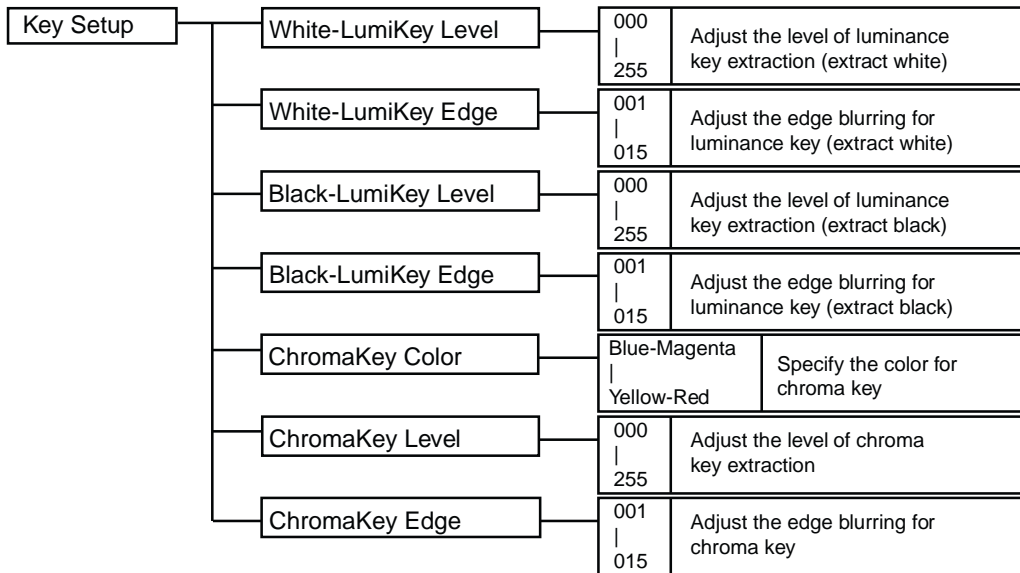 Key Setup
White-LumiKey Level
000
|
255
Adjust the level of luminance
key extraction (extract white)
White-LumiKey Edge
001
|
015
Adjust the edge blurring for
luminance key (extract white)
Black-LumiKey Level
000
|
255
Adjust the level of luminance
key extraction (extract black)
Black-LumiKey Edge
001
|
015
Adjust the edge blurring for
luminance key (extract black)
ChromaKey Color
Blue-Magenta
|
Yellow-Red
Specify the color for
chroma key
ChromaKey Level
000
|
255
Adjust the level of chroma
key extraction
ChromaKey Edge
001
|
015
Adjust the edge blurring for
chroma key